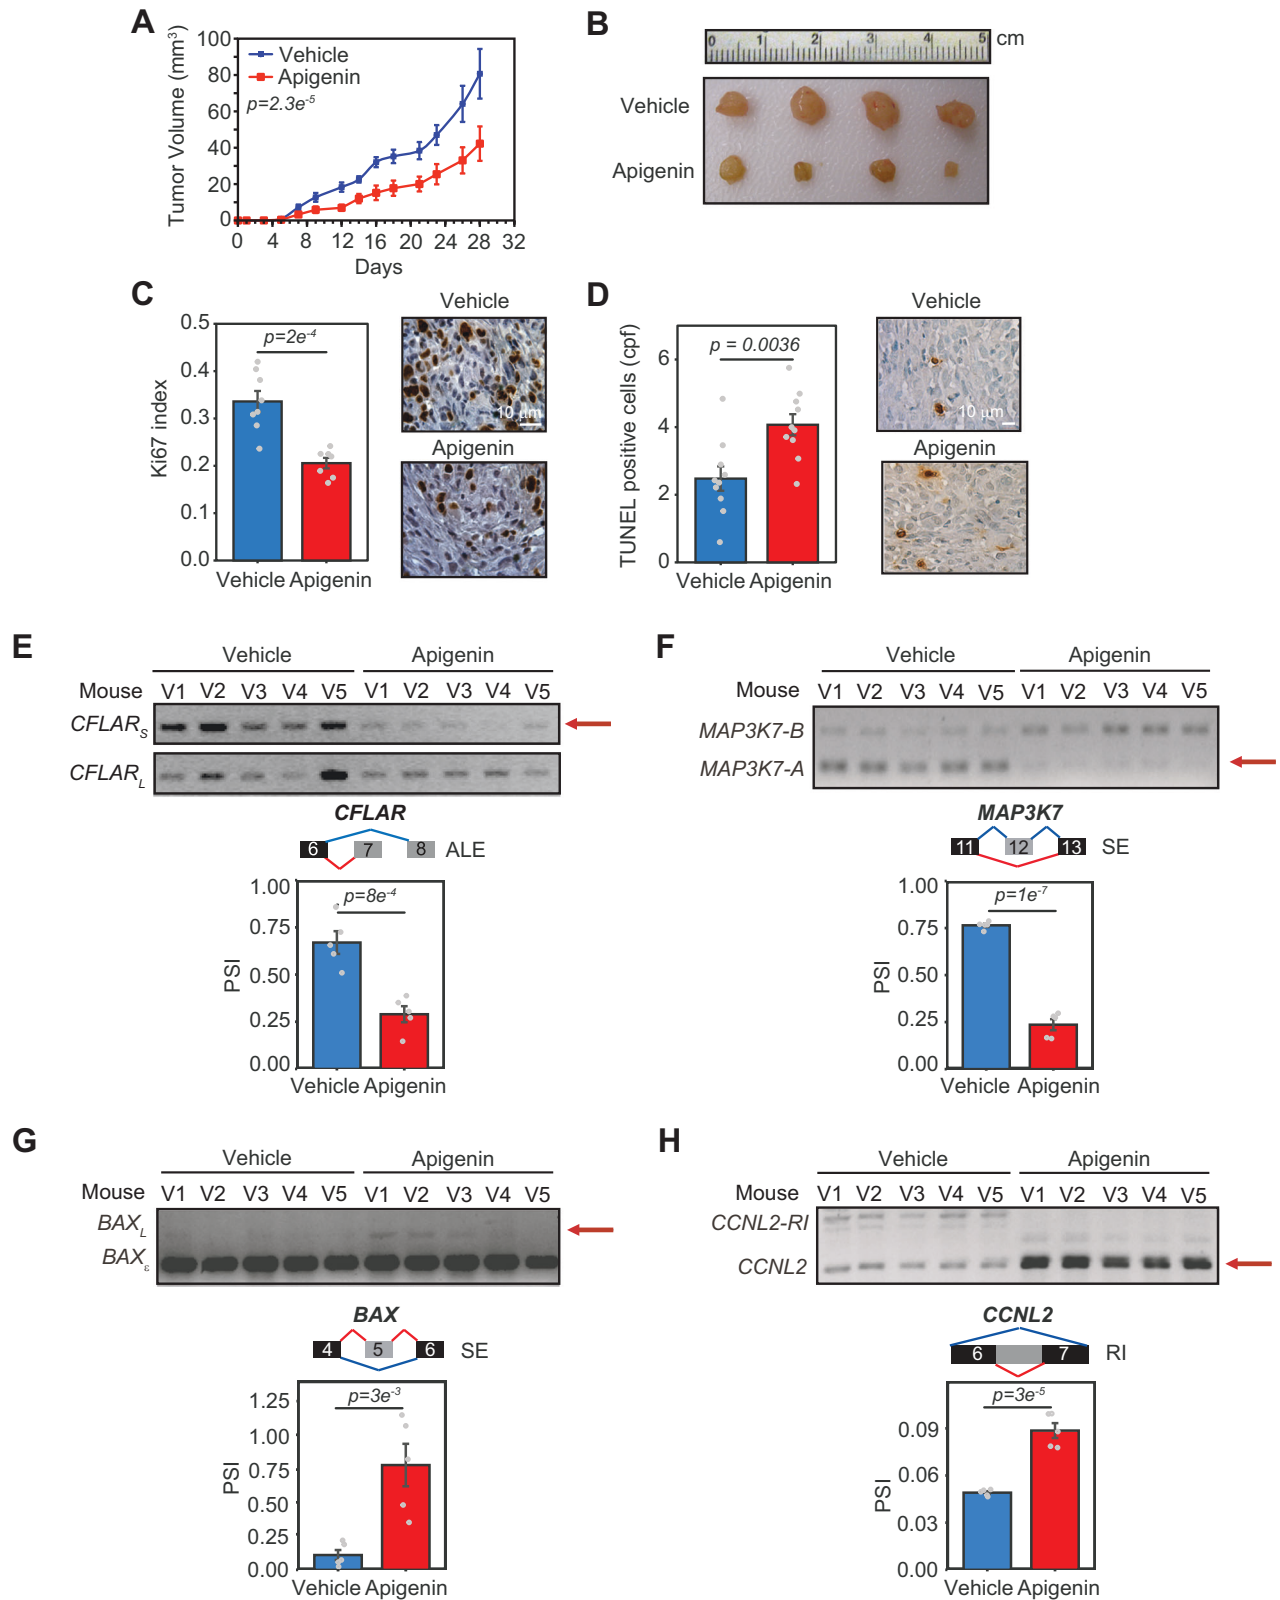 A
Tumor Volume (mm³)
100
80
60
40
20
0
Vehicle
Apigenin
p=2.3e⁻⁵
0 4 8 12 16 20 24 28 32
Days
B
0 1 2 3 4 5 cm
Vehicle
Apigenin
C
Ki67 index
0.5
0.4
0.3
0.2
0.1
0.0
p=2e⁻⁴
Vehicle Apigenin
Vehicle
10 µm
Apigenin
D
TUNEL positive cells (cpf)
6
4
2
0
p = 0.0036
Vehicle Apigenin
Vehicle
10 µm
Apigenin
E
Vehicle Apigenin
Mouse V1 V2 V3 V4 V5 V1 V2 V3 V4 V5
CFLARₛ
CFLAR_L
CFLAR
6 7 8 ALE
PSI
1.00
0.75
0.50
0.25
0.00
p=8e⁻⁴
Vehicle Apigenin
F
Vehicle Apigenin
Mouse V1 V2 V3 V4 V5 V1 V2 V3 V4 V5
MAP3K7-B
MAP3K7-A
MAP3K7
11 12 13 SE
PSI
1.00
0.75
0.50
0.25
0.00
p=1e⁻⁷
Vehicle Apigenin
G
Vehicle Apigenin
Mouse V1 V2 V3 V4 V5 V1 V2 V3 V4 V5
BAX_L
BAX_ε
BAX
4 5 6 SE
PSI
1.25
1.00
0.75
0.50
0.25
0.00
p=3e⁻³
Vehicle Apigenin
H
Vehicle Apigenin
Mouse V1 V2 V3 V4 V5 V1 V2 V3 V4 V5
CCNL2-RI
CCNL2
CCNL2
6 7 RI
PSI
0.09
0.06
0.03
0.00
p=3e⁻⁵
Vehicle Apigenin